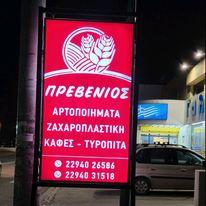 ΠΡΕΒΕΝΙΟΣ
ΑΡΤΟΠΟΙΗΜΑΤΑ
ΖΑΧΑΡΟΠΛΑΣΤΙΚΗ
ΚΑΦΕΣ - ΤΥΡΟΠΙΤΑ
22940 26586
22940 31518